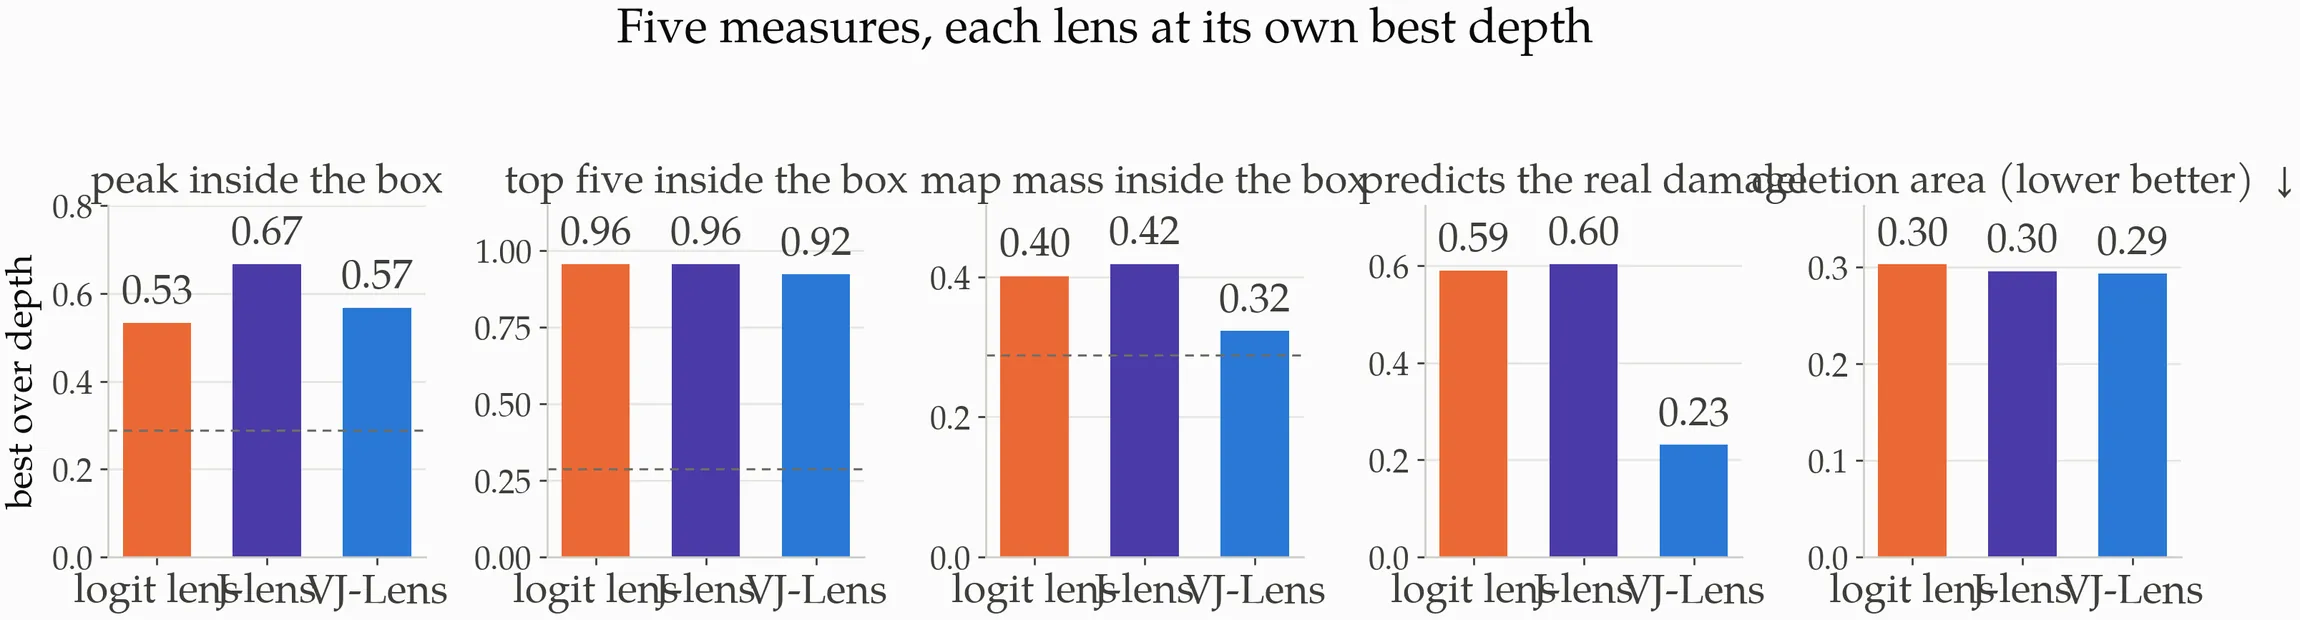 Five measures, each lens at its own best depth
peak inside the box
top five inside the box
map mass inside the box
predicts the real damage
deletion area (lower better) ↓
best over depth
0.8
0.6
0.4
0.2
0.0
0.53
0.67
0.57
logit lens
J-lens
VJ-Lens
1.00
0.75
0.50
0.25
0.00
0.96
0.96
0.92
logit lens
J-lens
VJ-Lens
0.4
0.2
0.0
0.40
0.42
0.32
logit lens
J-lens
VJ-Lens
0.6
0.4
0.2
0.0
0.59
0.60
0.23
logit lens
J-lens
VJ-Lens
0.3
0.2
0.1
0.0
0.30
0.30
0.29
logit lens
J-lens
VJ-Lens